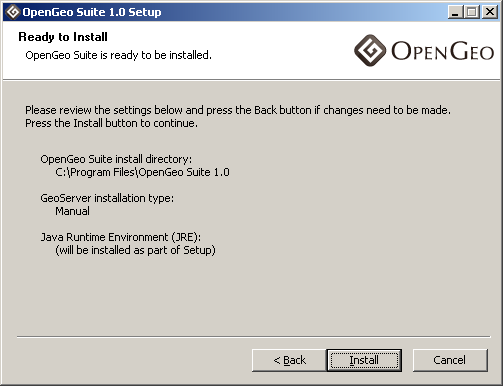 OpenGeo Suite 1.0 Setup
Ready to Install
OpenGeo Suite is ready to be installed.
OPENGEO
Please review the settings below and press the Back button if changes need to be made.
Press the Install button to continue.
OpenGeo Suite install directory:
C:\Program Files\OpenGeo Suite 1.0
GeoServer installation type:
Manual
Java Runtime Environment (JRE):
(will be installed as part of Setup)
< Back
Install
Cancel